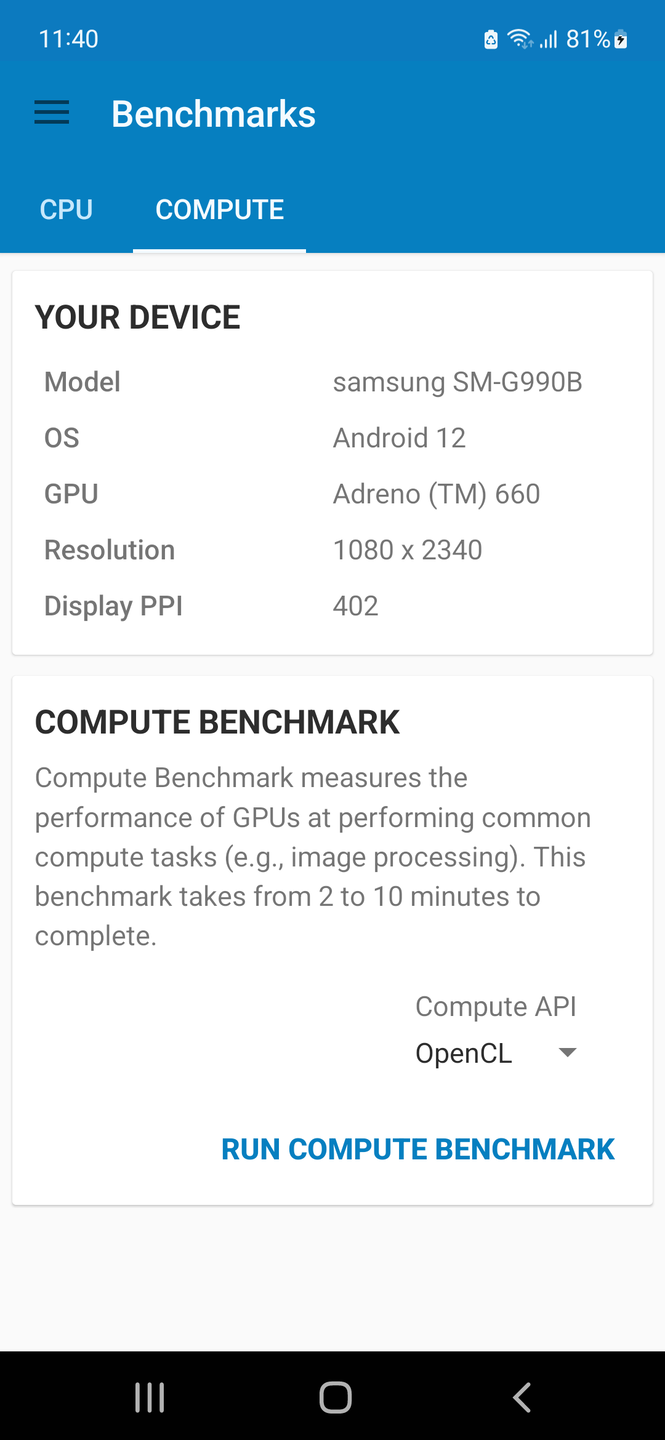 11:40 81%
Benchmarks
CPU COMPUTE
YOUR DEVICE
Model samsung SM-G990B
OS Android 12
GPU Adreno (TM) 660
Resolution 1080 x 2340
Display PPI 402
COMPUTE BENCHMARK
Compute Benchmark measures the
performance of GPUs at performing common
compute tasks (e.g., image processing). This
benchmark takes from 2 to 10 minutes to
complete.
Compute API
OpenCL
RUN COMPUTE BENCHMARK